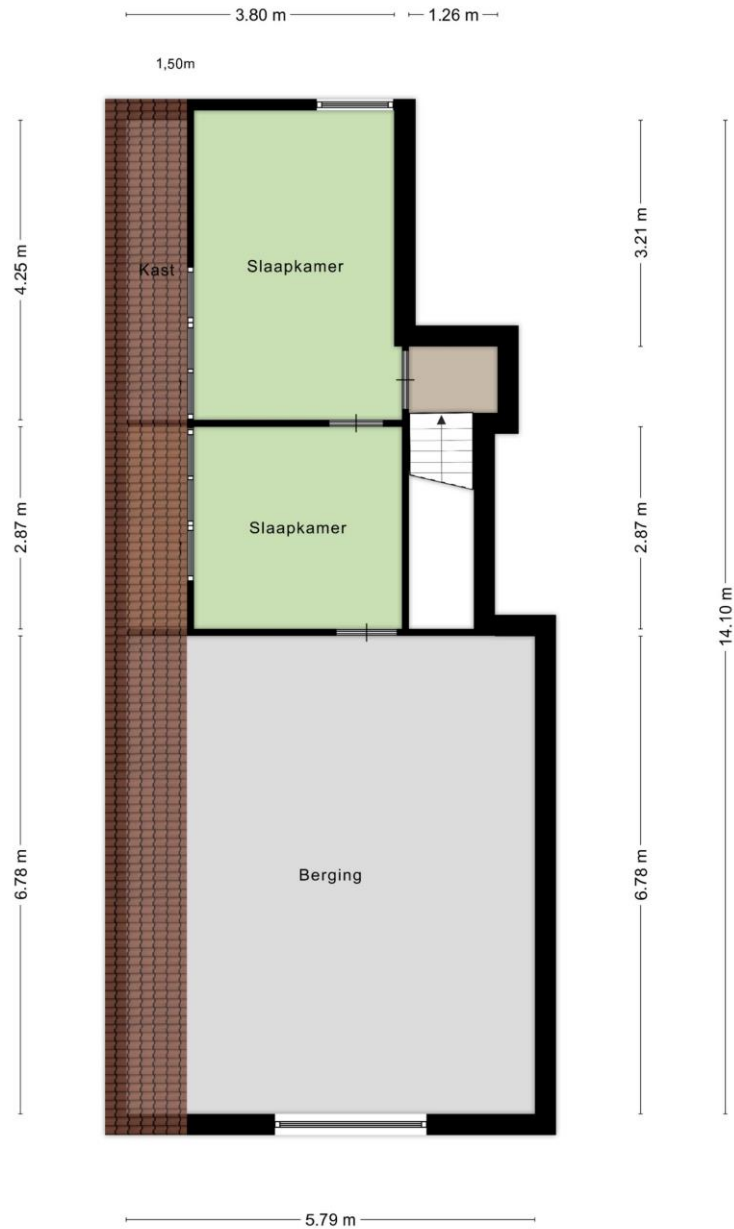 3.80 m
1.26 m
1,50m
4.25 m
3.21 m
Kast
Slaapkamer
2.87 m
2.87 m
Slaapkamer
14.10 m
6.78 m
6.78 m
Berging
5.79 m